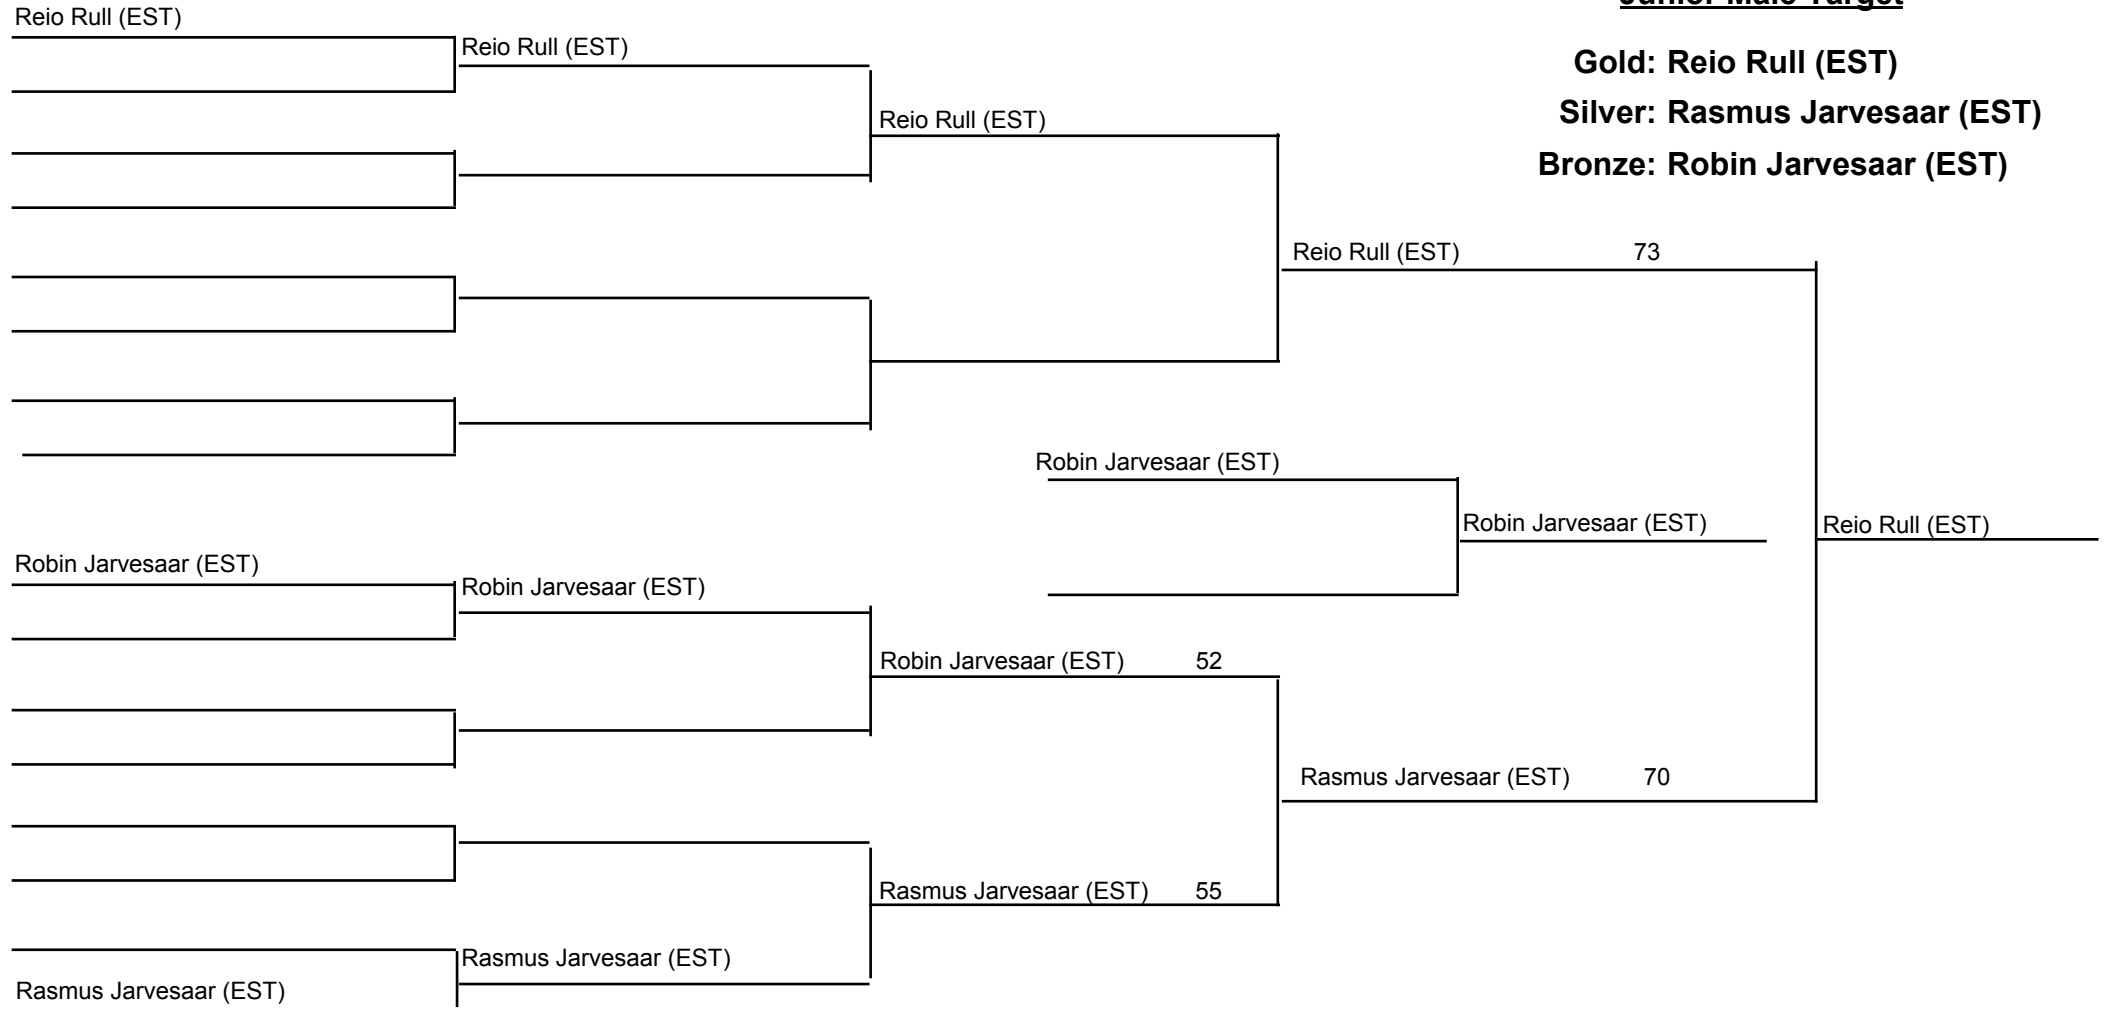 Junior Male Target
Gold: Reio Rull (EST)
Silver: Rasmus Jarvesaar (EST)
Bronze: Robin Jarvesaar (EST)
Reio Rull (EST)
Reio Rull (EST)
Reio Rull (EST)
Reio Rull (EST) 73
Robin Jarvesaar (EST)
Robin Jarvesaar (EST)
Reio Rull (EST)
Robin Jarvesaar (EST)
Robin Jarvesaar (EST)
Robin Jarvesaar (EST) 52
Rasmus Jarvesaar (EST) 70
Rasmus Jarvesaar (EST) 55
Rasmus Jarvesaar (EST)
Rasmus Jarvesaar (EST)